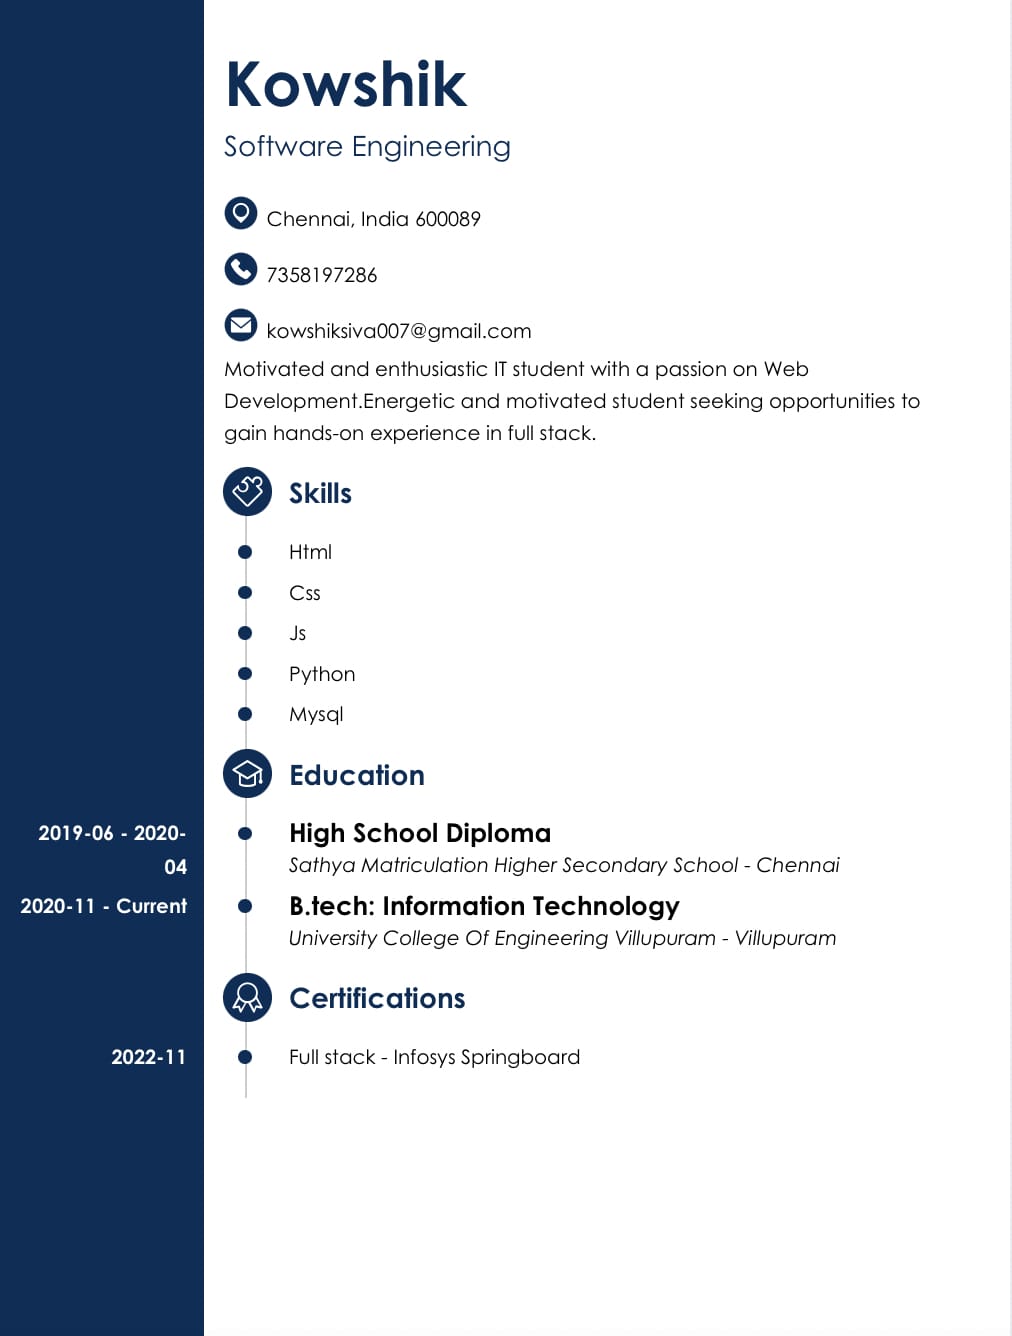 Kowshik
Software Engineering
Chennai, India 600089
7358197286
kowshiksiva007@gmail.com
Motivated and enthusiastic IT student with a passion on Web
Development.Energetic and motivated student seeking opportunities to
gain hands-on experience in full stack.
Skills
Html
Css
Js
Python
Mysql
Education
2019-06 - 2020-
04
High School Diploma
Sathya Matriculation Higher Secondary School - Chennai
2020-11 - Current
B.tech: Information Technology
University College Of Engineering Villupuram - Villupuram
Certifications
2022-11
Full stack - Infosys Springboard